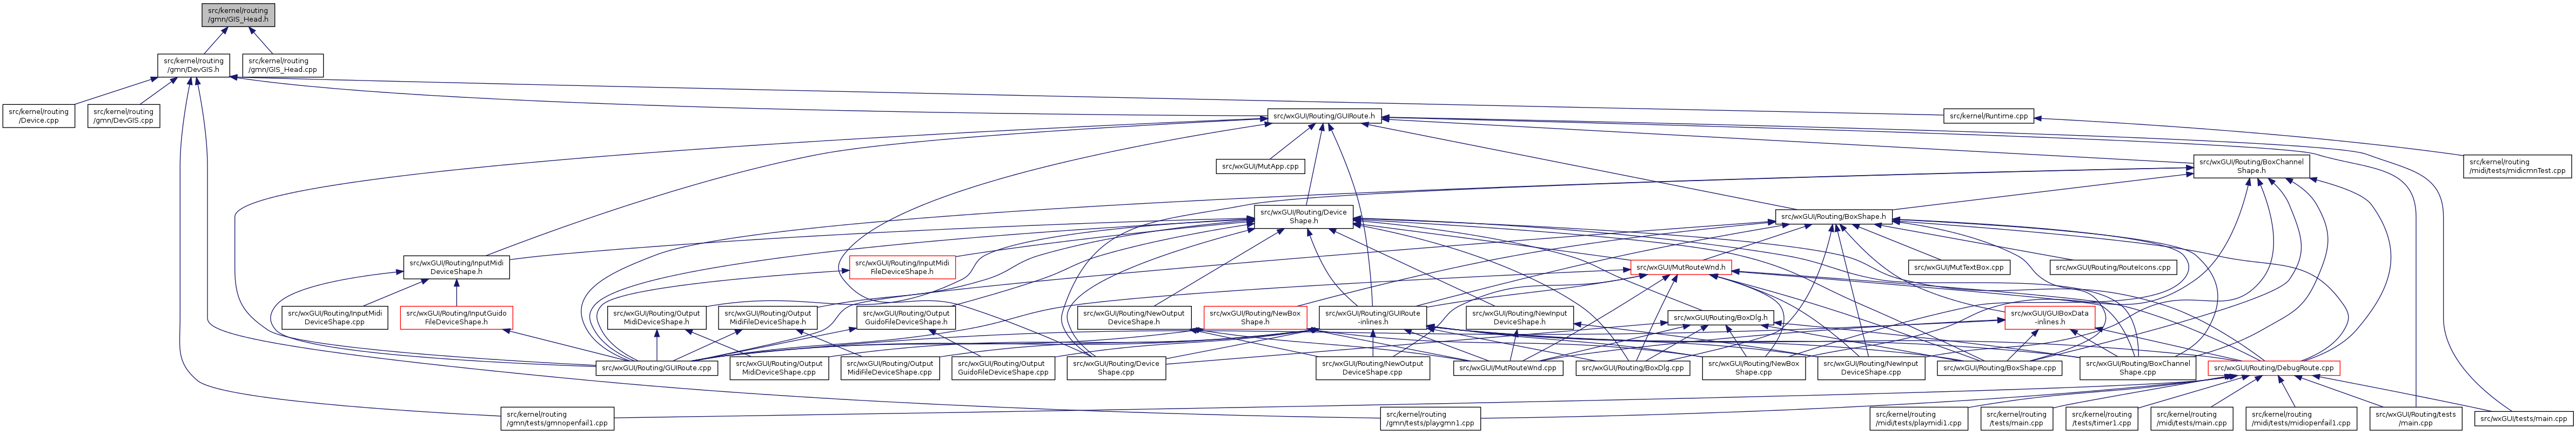 src/kernel/routing
/gmn/GIS_Head.h
src/kernel/routing
/gmn/DevGIS.h
src/kernel/routing
/gmn/GIS_Head.cpp
src/kernel/routing
/Device.cpp
src/kernel/routing
/gmn/DevGIS.cpp
src/wxGUI/Routing/GUIRoute.h
src/kernel/Runtime.cpp
src/wxGUI/MutApp.cpp
src/wxGUI/Routing/BoxChannel
Shape.h
src/kernel/routing
/midi/tests/midicmnTest.cpp
src/wxGUI/Routing/Device
Shape.h
src/wxGUI/Routing/BoxShape.h
src/wxGUI/Routing/InputMidi
DeviceShape.h
src/wxGUI/Routing/InputMidi
FileDeviceShape.h
src/wxGUI/MutRouteWnd.h
src/wxGUI/MutTextBox.cpp
src/wxGUI/Routing/RouteIcons.cpp
src/wxGUI/Routing/InputMidi
DeviceShape.cpp
src/wxGUI/Routing/InputGuido
FileDeviceShape.h
src/wxGUI/Routing/Output
MidiDeviceShape.h
src/wxGUI/Routing/Output
MidiFileDeviceShape.h
src/wxGUI/Routing/Output
GuidoFileDeviceShape.h
src/wxGUI/Routing/NewOutput
DeviceShape.h
src/wxGUI/Routing/NewBox
Shape.h
src/wxGUI/Routing/GUIRoute
-inlines.h
src/wxGUI/Routing/NewInput
DeviceShape.h
src/wxGUI/Routing/BoxDlg.h
src/wxGUI/GUIBoxData
-inlines.h
src/wxGUI/Routing/GUIRoute.cpp
src/wxGUI/Routing/Output
MidiDeviceShape.cpp
src/wxGUI/Routing/Output
MidiFileDeviceShape.cpp
src/wxGUI/Routing/Output
GuidoFileDeviceShape.cpp
src/wxGUI/Routing/Device
Shape.cpp
src/wxGUI/Routing/NewOutput
DeviceShape.cpp
src/wxGUI/MutRouteWnd.cpp
src/wxGUI/Routing/BoxDlg.cpp
src/wxGUI/Routing/NewBox
Shape.cpp
src/wxGUI/Routing/NewInput
DeviceShape.cpp
src/wxGUI/Routing/BoxShape.cpp
src/wxGUI/Routing/BoxChannel
Shape.cpp
src/wxGUI/Routing/DebugRoute.cpp
src/kernel/routing
/gmn/tests/gmnopenfail1.cpp
src/kernel/routing
/gmn/tests/playgmn1.cpp
src/kernel/routing
/midi/tests/playmidi1.cpp
src/kernel/routing
/tests/main.cpp
src/kernel/routing
/tests/timer1.cpp
src/kernel/routing
/midi/tests/main.cpp
src/kernel/routing
/midi/tests/midiopenfail1.cpp
src/wxGUI/Routing/tests
/main.cpp
src/wxGUI/tests/main.cpp